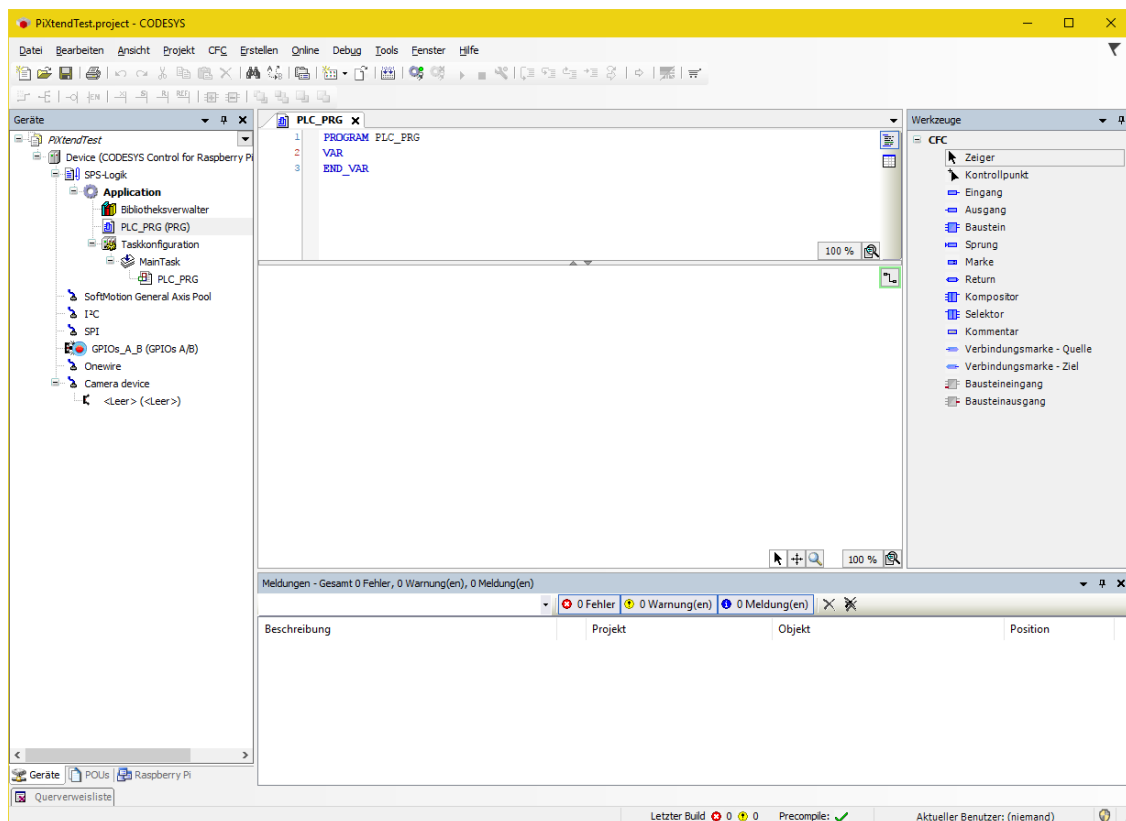 PiXtendTest.project - CODESYS
Datei Bearbeiten Ansicht Projekt CFC Erstellen Online Debug Tools Fenster Hilfe
Geräte
PiXtendTest
Device (CODESYS Control for Raspberry Pi
SPS-Logik
Application
Bibliotheksverwalter
PLC_PRG (PRG)
Taskkonfiguration
MainTask
PLC_PRG
SoftMotion General Axis Pool
I²C
SPI
GPIOs_A_B (GPIOs A/B)
Onewire
Camera device
<Leer> (<Leer>)
Geräte POUs Raspberry Pi
Querverweisliste
PLC_PRG
1 PROGRAM PLC_PRG
2 VAR
3 END_VAR
100 %
100 %
Werkzeuge
CFC
Zeiger
Kontrollpunkt
Eingang
Ausgang
Baustein
Sprung
Marke
Return
Kompositor
Selektor
Kommentar
Verbindungsmarke - Quelle
Verbindungsmarke - Ziel
Bausteineingang
Bausteinausgang
Meldungen - Gesamt 0 Fehler, 0 Warnung(en), 0 Meldung(en)
0 Fehler 0 Warnung(en) 0 Meldung(en)
Beschreibung Projekt Objekt Position
Letzter Build 0 0 Precompile: Aktueller Benutzer: (niemand)